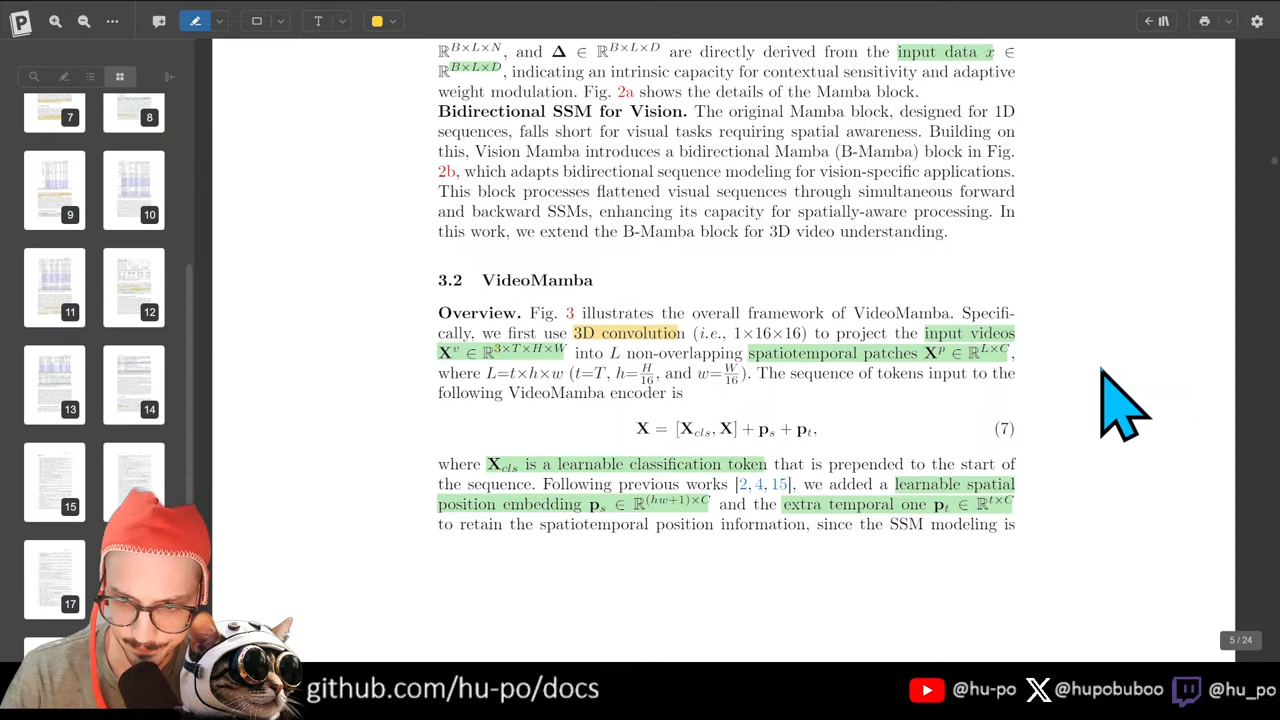 ℝ^{B×L×N}, and Δ ∈ ℝ^{B×L×D} are directly derived from the input data x ∈
ℝ^{B×L×D}, indicating an intrinsic capacity for contextual sensitivity and adaptive
weight modulation. Fig. 2a shows the details of the Mamba block.
Bidirectional SSM for Vision. The original Mamba block, designed for 1D
sequences, falls short for visual tasks requiring spatial awareness. Building on
this, Vision Mamba introduces a bidirectional Mamba (B-Mamba) block in Fig.
2b, which adapts bidirectional sequence modeling for vision-specific applications.
This block processes flattened visual sequences through simultaneous forward
and backward SSMs, enhancing its capacity for spatially-aware processing. In
this work, we extend the B-Mamba block for 3D video understanding.
3.2 VideoMamba
Overview. Fig. 3 illustrates the overall framework of VideoMamba. Specifi-
cally, we first use 3D convolution (i.e., 1×16×16) to project the input videos
X^v ∈ ℝ^{3×T×H×W} into L non-overlapping spatiotemporal patches X^p ∈ ℝ^{L×C},
where L=t×h×w (t=T, h=H/16, and w=W/16). The sequence of tokens input to the
following VideoMamba encoder is
X = [X_{cls}, X] + p_s + p_t, (7)
where X_{cls} is a learnable classification token that is prepended to the start of
the sequence. Following previous works [2,4,15], we added a learnable spatial
position embedding p_s ∈ ℝ^{(hw+1)×C} and the extra temporal one p_t ∈ ℝ^{t×C}
to retain the spatiotemporal position information, since the SSM modeling is
7
8
9
10
11
12
13
14
15
16
17
5 / 24
T
P
github.com/hu-po/docs
@hu-po
@hupobuboo
@hu_po